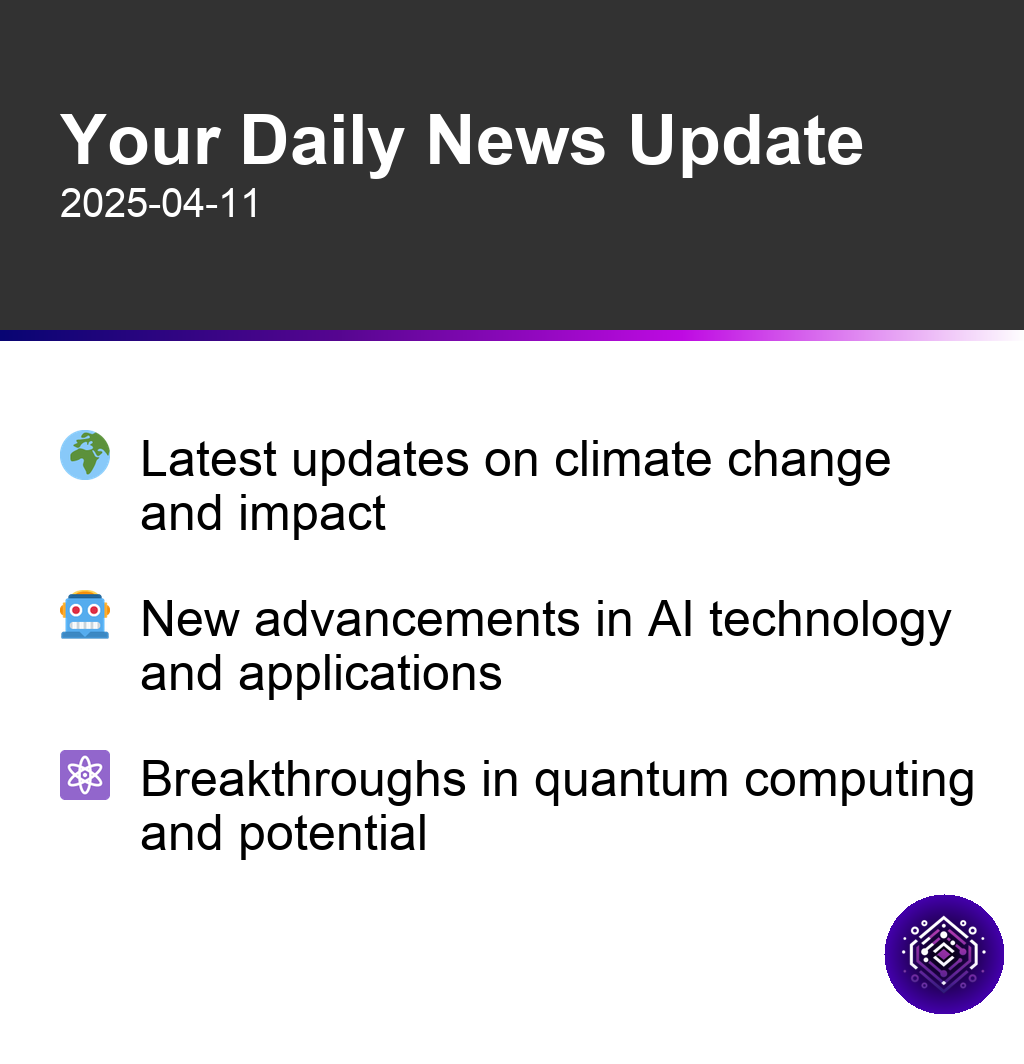 Your Daily News Update
2025-04-11
Latest updates on climate change
and impact
New advancements in AI technology
and applications
Breakthroughs in quantum computing
and potential